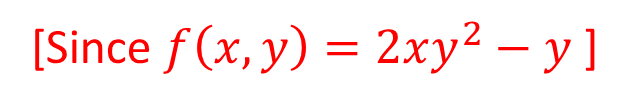 [Since f(x, y) = 2xy² − y ]